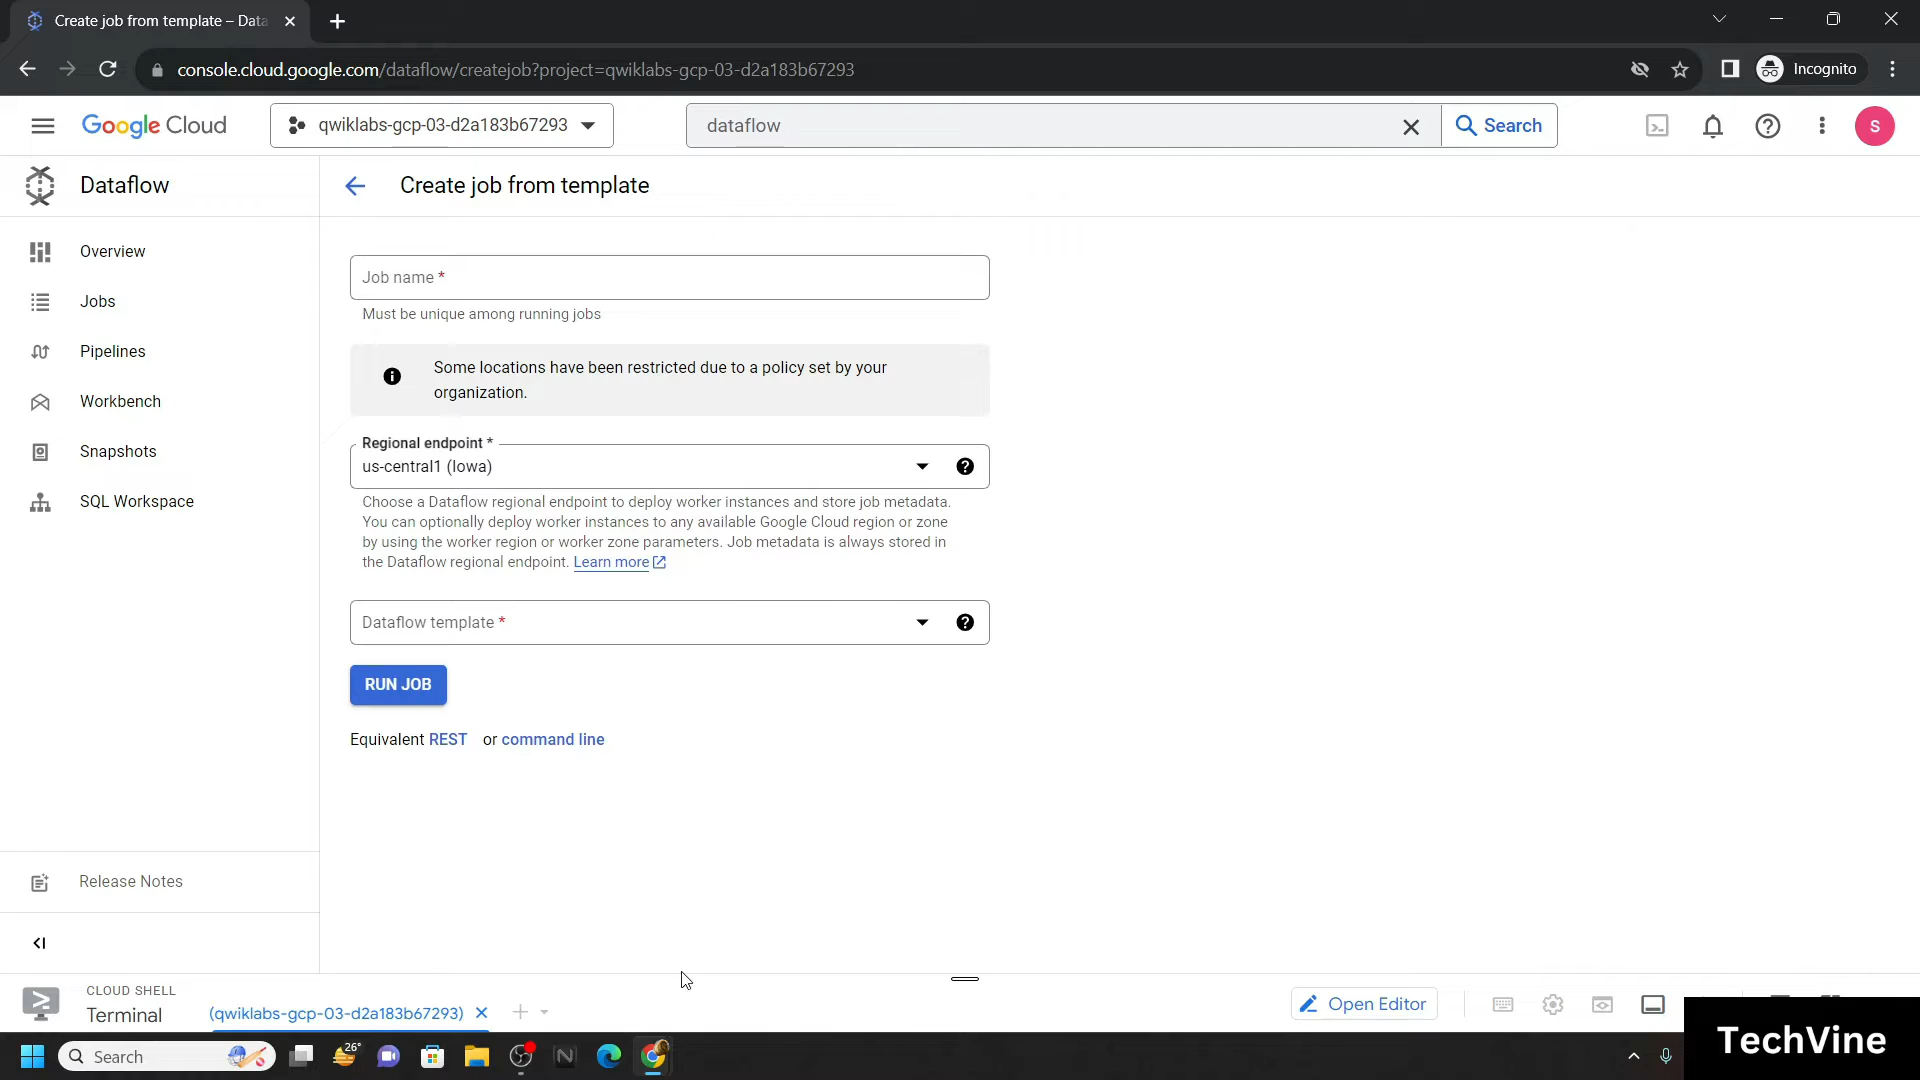 Create job from template – Data
console.cloud.google.com/dataflow/createjob?project=qwiklabs-gcp-03-d2a183b67293
Incognito
Google Cloud
qwiklabs-gcp-03-d2a183b67293
dataflow
Search
S
Dataflow
Create job from template
Overview
Jobs
Pipelines
Workbench
Snapshots
SQL Workspace
Release Notes
Job name *
Must be unique among running jobs
Some locations have been restricted due to a policy set by your
organization.
Regional endpoint *
us-central1 (Iowa)
Choose a Dataflow regional endpoint to deploy worker instances and store job metadata.
You can optionally deploy worker instances to any available Google Cloud region or zone
by using the worker region or worker zone parameters. Job metadata is always stored in
the Dataflow regional endpoint. Learn more
Dataflow template *
RUN JOB
Equivalent REST or command line
CLOUD SHELL
Terminal
(qwiklabs-gcp-03-d2a183b67293)
Open Editor
Search
26°
TechVine